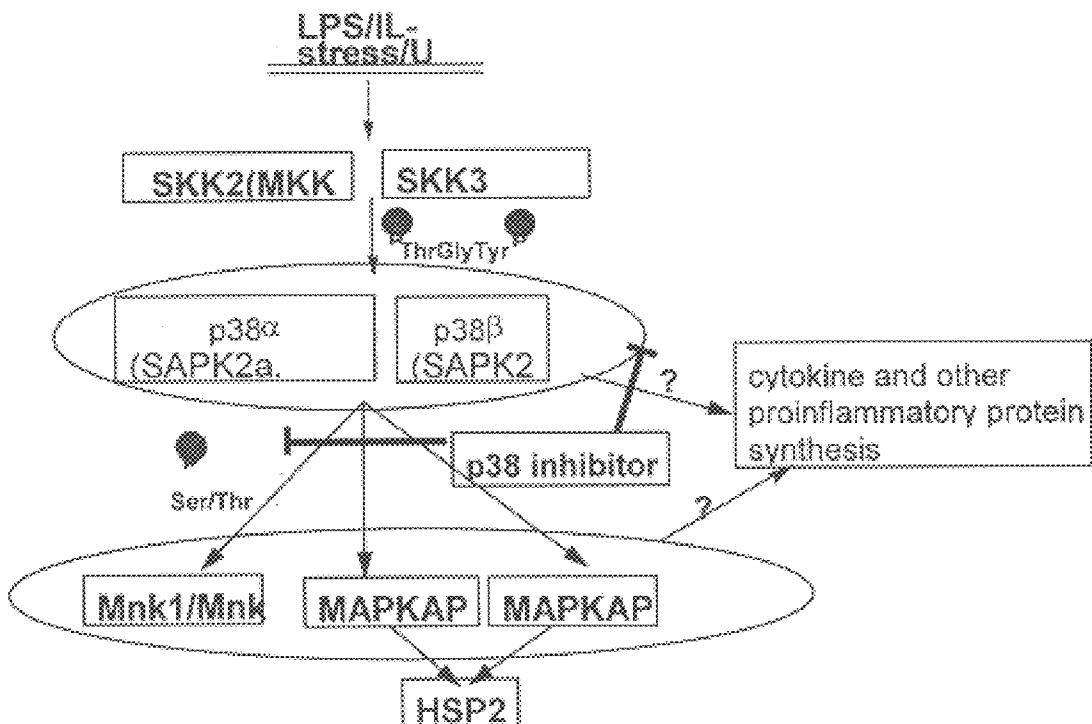 LPS/IL-
stress/U
SKK2(MKK
SKK3
ThrGlyTyr
p38α
(SAPK2a.
p38β
(SAPK2
?
cytokine and other
proinflammatory protein
synthesis
p38 inhibitor
Ser/Thr
?
Mnk1/Mnk
MAPKAP
MAPKAP
HSP2